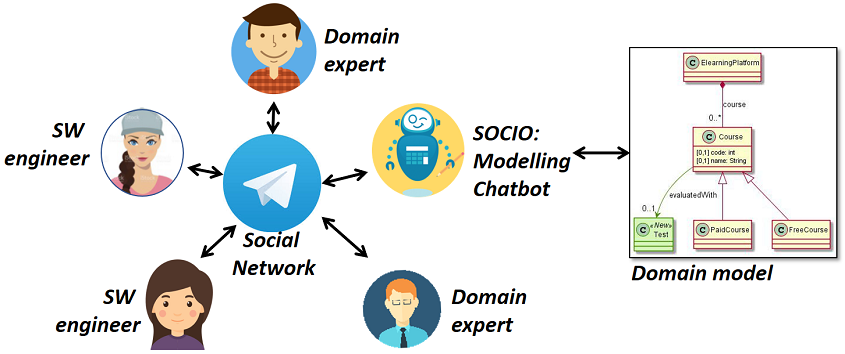 Domain
expert
SW
engineer
SOCIO:
Modelling
Chatbot
Social
Network
SW
engineer
Domain
expert
C ElearningPlatform
course
0..*
C Course
[0,1] code: int
[0,1] name: String
evaluatedWith
0..1
C «New»
Test
C PaidCourse
C FreeCourse
Domain model